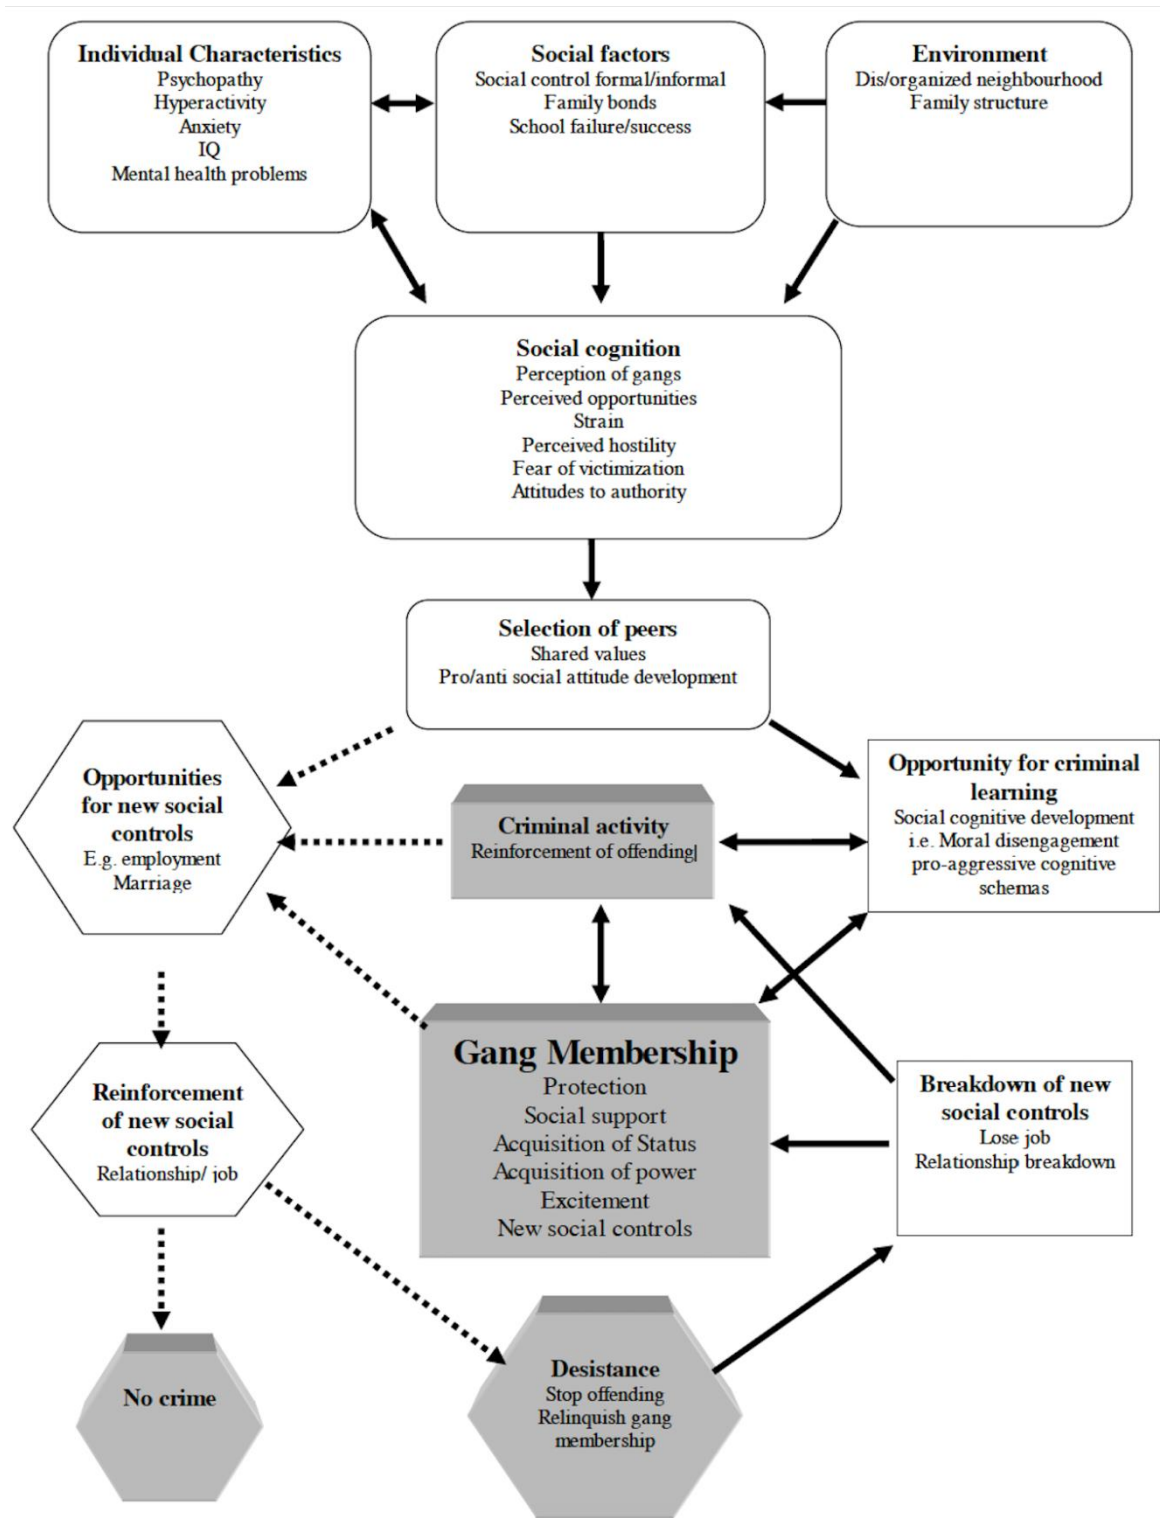 Individual Characteristics
Psychopathy
Hyperactivity
Anxiety
IQ
Mental health problems
Social factors
Social control formal/informal
Family bonds
School failure/success
Environment
Dis/organized neighbourhood
Family structure
Social cognition
Perception of gangs
Perceived opportunities
Strain
Perceived hostility
Fear of victimization
Attitudes to authority
Selection of peers
Shared values
Pro/anti social attitude development
Opportunities
for new social
controls
E.g. employment
Marriage
Criminal activity
Reinforcement of offending|
Opportunity for criminal
learning
Social cognitive development
i.e. Moral disengagement
pro-aggressive cognitive
schemas
Reinforcement
of new social
controls
Relationship/ job
Gang Membership
Protection
Social support
Acquisition of Status
Acquisition of power
Excitement
New social controls
Breakdown of new
social controls
Lose job
Relationship breakdown
No crime
Desistance
Stop offending
Relinquish gang
membership